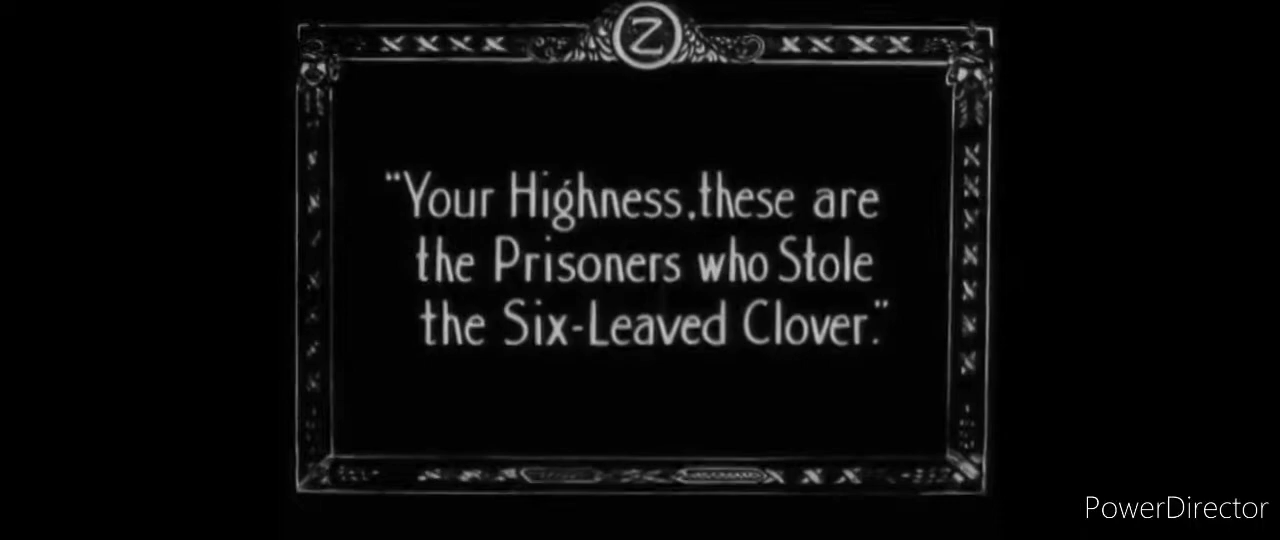 Z
"Your Highness, these are
the Prisoners who Stole
the Six-Leaved Clover."
PowerDirector